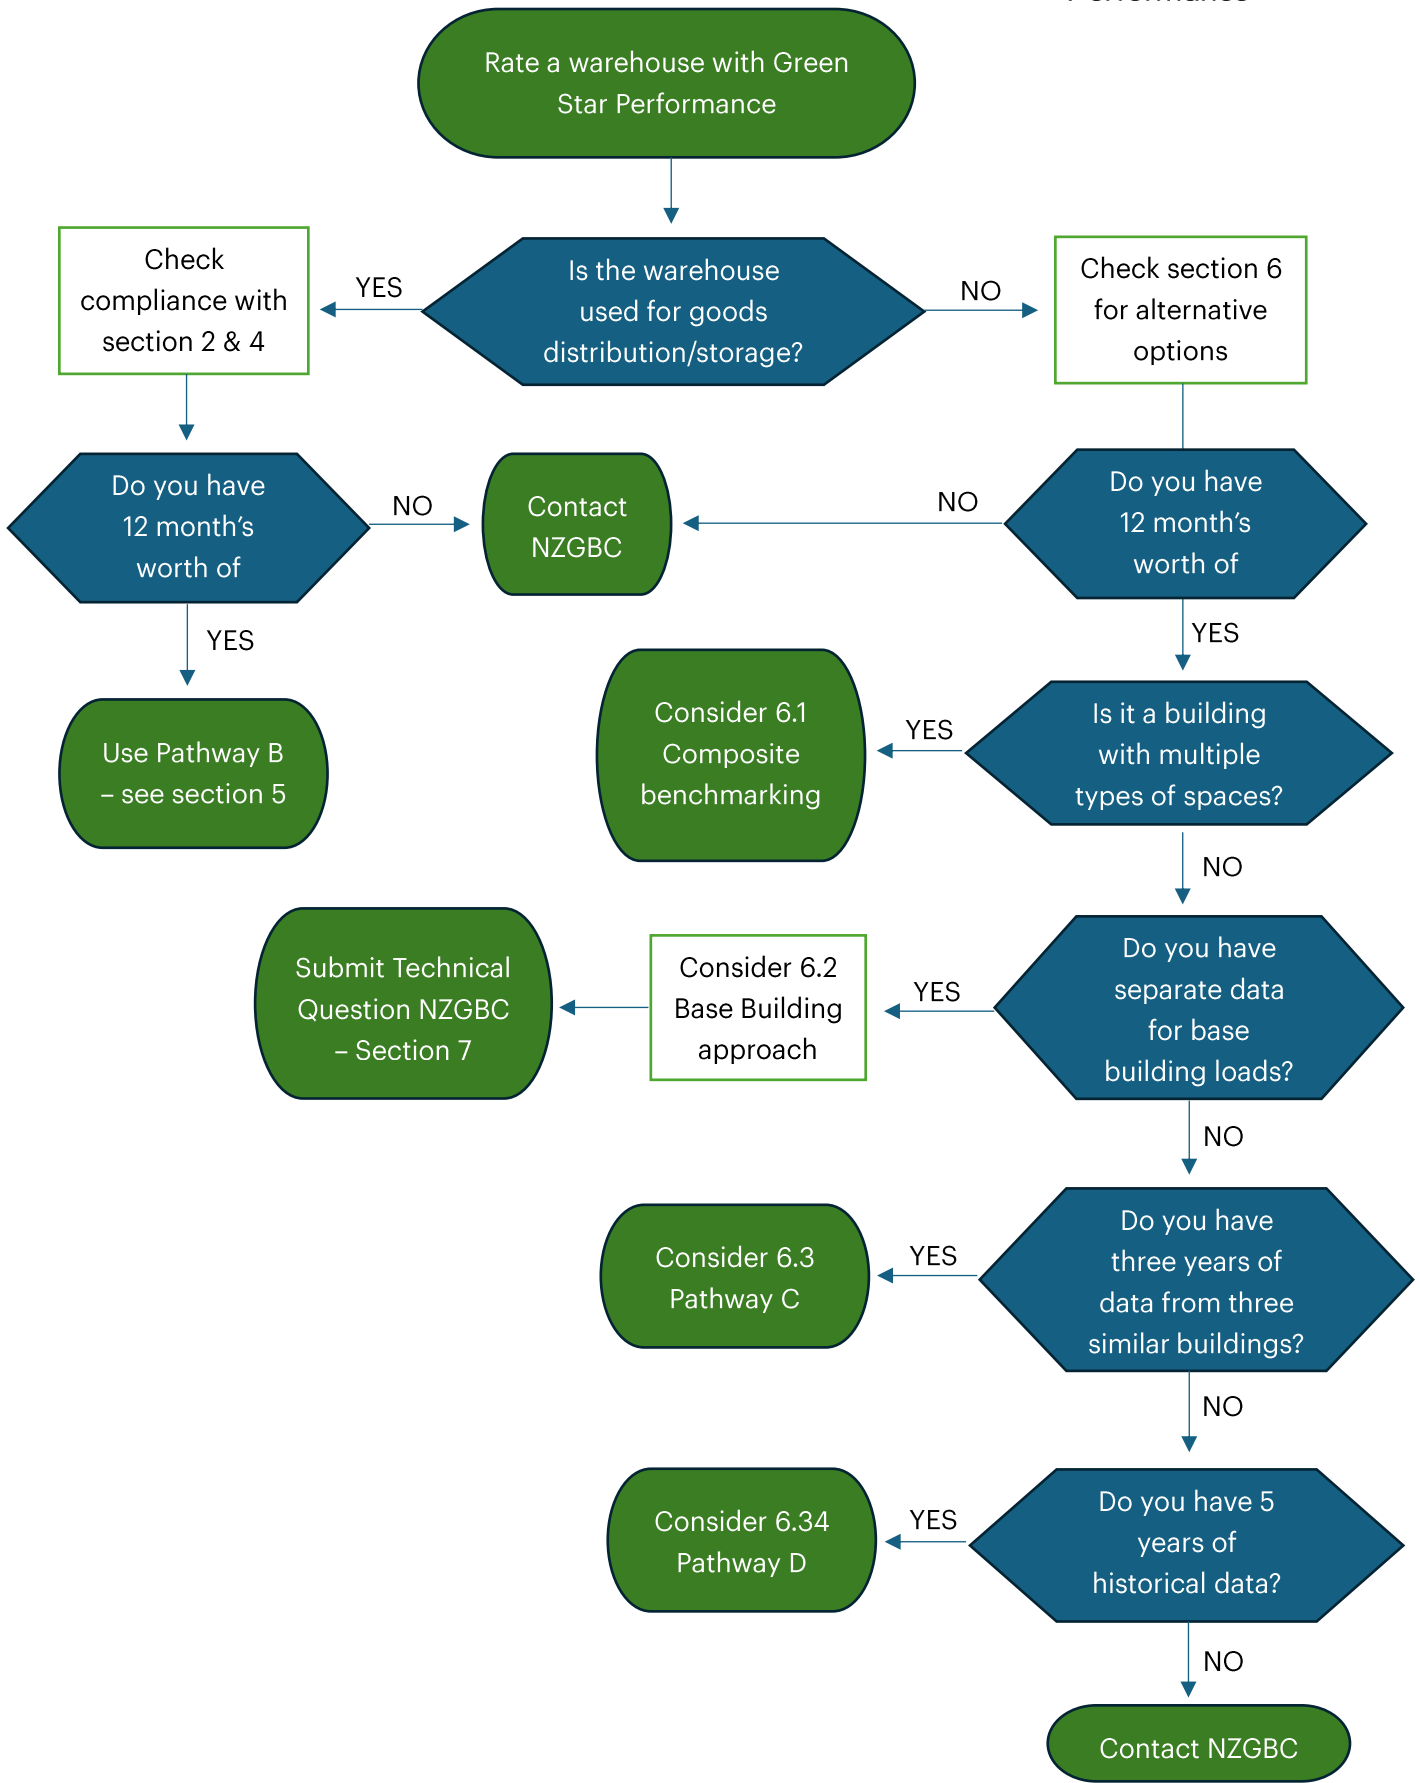 Rate a warehouse with Green
Star Performance
Check
compliance with
section 2 & 4
YES
Is the warehouse
used for goods
distribution/storage?
NO
Check section 6
for alternative
options
Do you have
12 month’s
worth of
NO
Contact
NZGBC
NO
Do you have
12 month’s
worth of
YES
YES
Use Pathway B
– see section 5
Consider 6.1
Composite
benchmarking
YES
Is it a building
with multiple
types of spaces?
NO
Submit Technical
Question NZGBC
– Section 7
Consider 6.2
Base Building
approach
YES
Do you have
separate data
for base
building loads?
NO
Consider 6.3
Pathway C
YES
Do you have
three years of
data from three
similar buildings?
NO
Consider 6.34
Pathway D
YES
Do you have 5
years of
historical data?
NO
Contact NZGBC